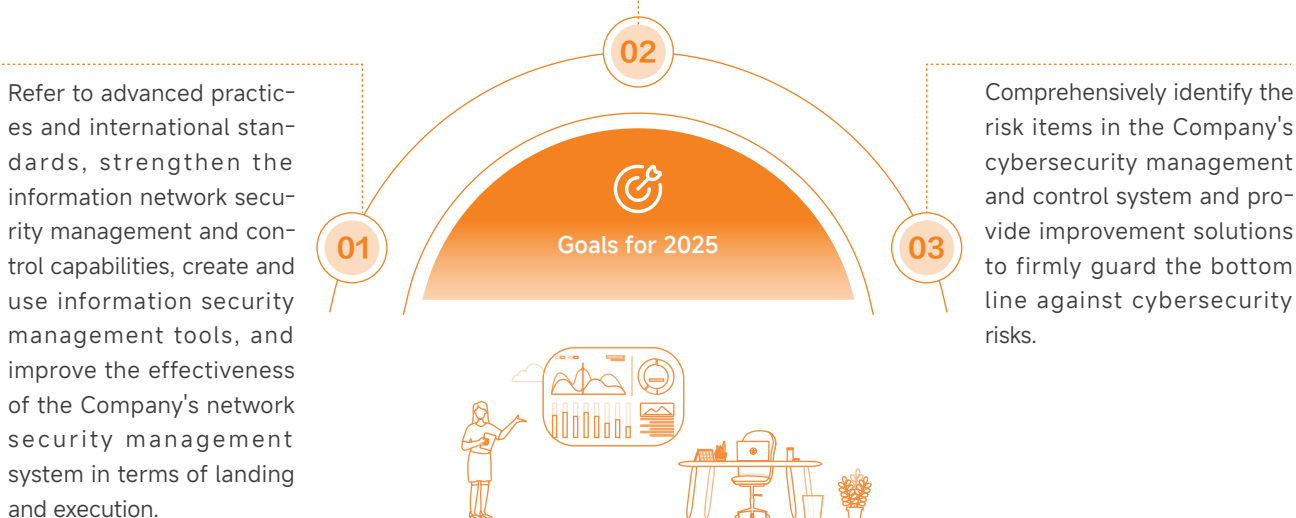 02
Refer to advanced practic-
es and international stan-
dards, strengthen the
information network secu-
rity management and con-
trol capabilities, create and
use information security
management tools, and
improve the effectiveness
of the Company's network
security management
system in terms of landing
and execution.
01
Goals for 2025
03
Comprehensively identify the
risk items in the Company's
cybersecurity management
and control system and pro-
vide improvement solutions
to firmly guard the bottom
line against cybersecurity
risks.